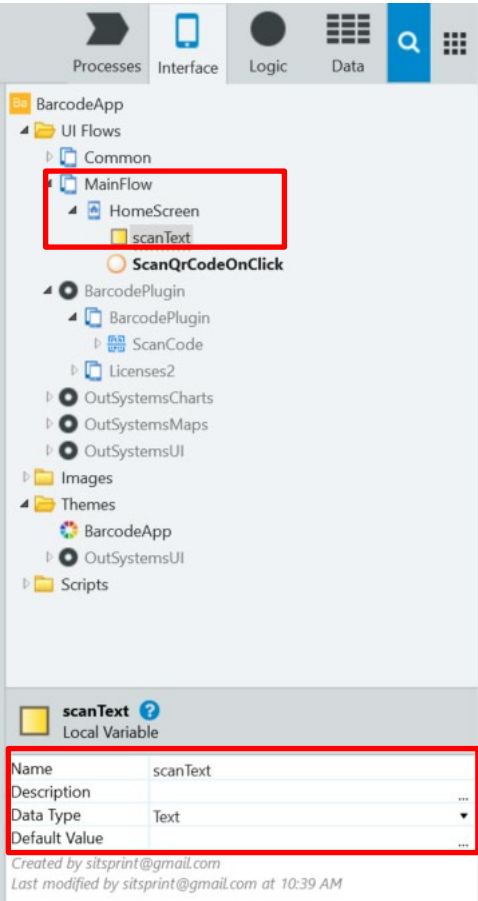 Processes Interface Logic Data
Ba BarcodeApp
UI Flows
Common
MainFlow
HomeScreen
scanText
ScanQrCodeOnClick
BarcodePlugin
BarcodePlugin
ScanCode
Licenses2
OutSystemsCharts
OutSystemsMaps
OutSystemsUI
Images
Themes
BarcodeApp
OutSystemsUI
Scripts
scanText ?
Local Variable
Name scanText
Description ...
Data Type Text
Default Value ...
Created by sitsprint@gmail.com
Last modified by sitsprint@gmail.com at 10:39 AM